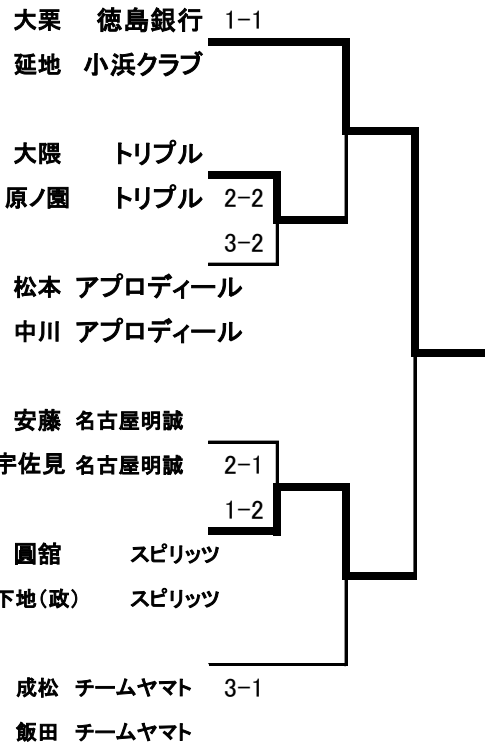 大栗 徳島銀行 1-1
延地 小浜クラブ
大隈 トリプル
原ノ園 トリプル 2-2
3-2
松本 アプロディール
中川 アプロディール
安藤 名古屋明誠
宇佐見 名古屋明誠 2-1
1-2
圓舘 スピリッツ
下地(政) スピリッツ
成松 チームヤマト 3-1
飯田 チームヤマト